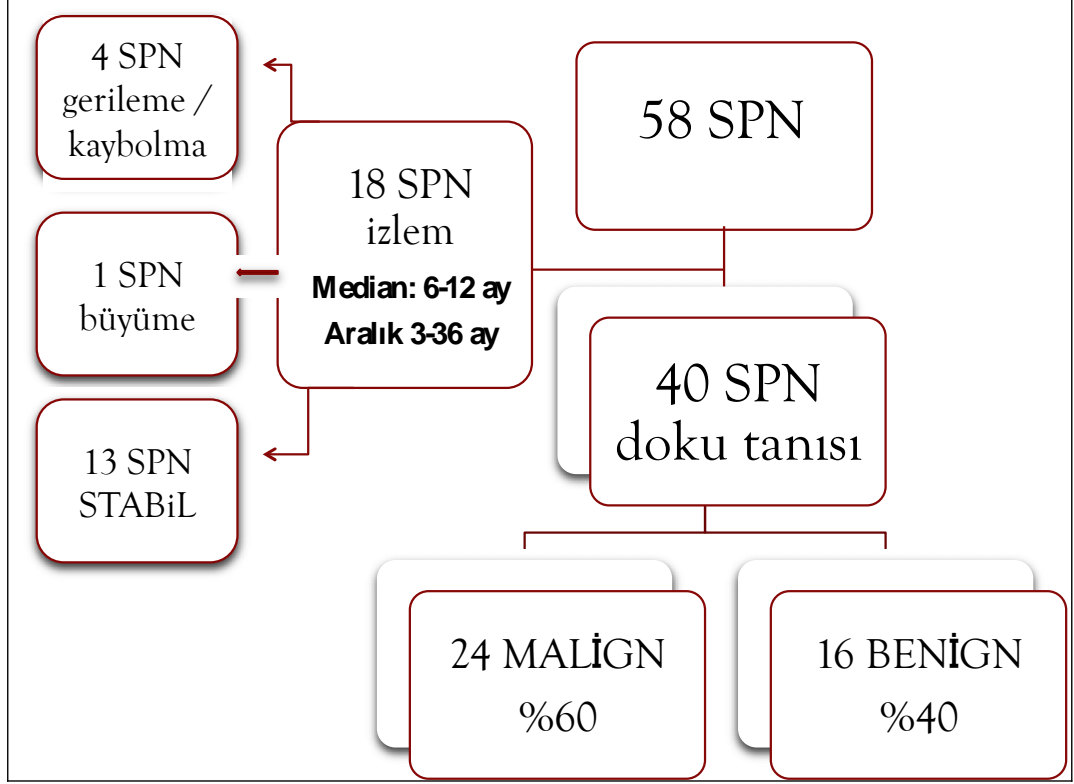 58 SPN
4 SPN
gerileme /
kaybolma
18 SPN
izlem
Median: 6-12 ay
Aralık 3-36 ay
1 SPN
büyüme
13 SPN
STABiL
40 SPN
doku tanısı
24 MALİGN
%60
16 BENİGN
%40